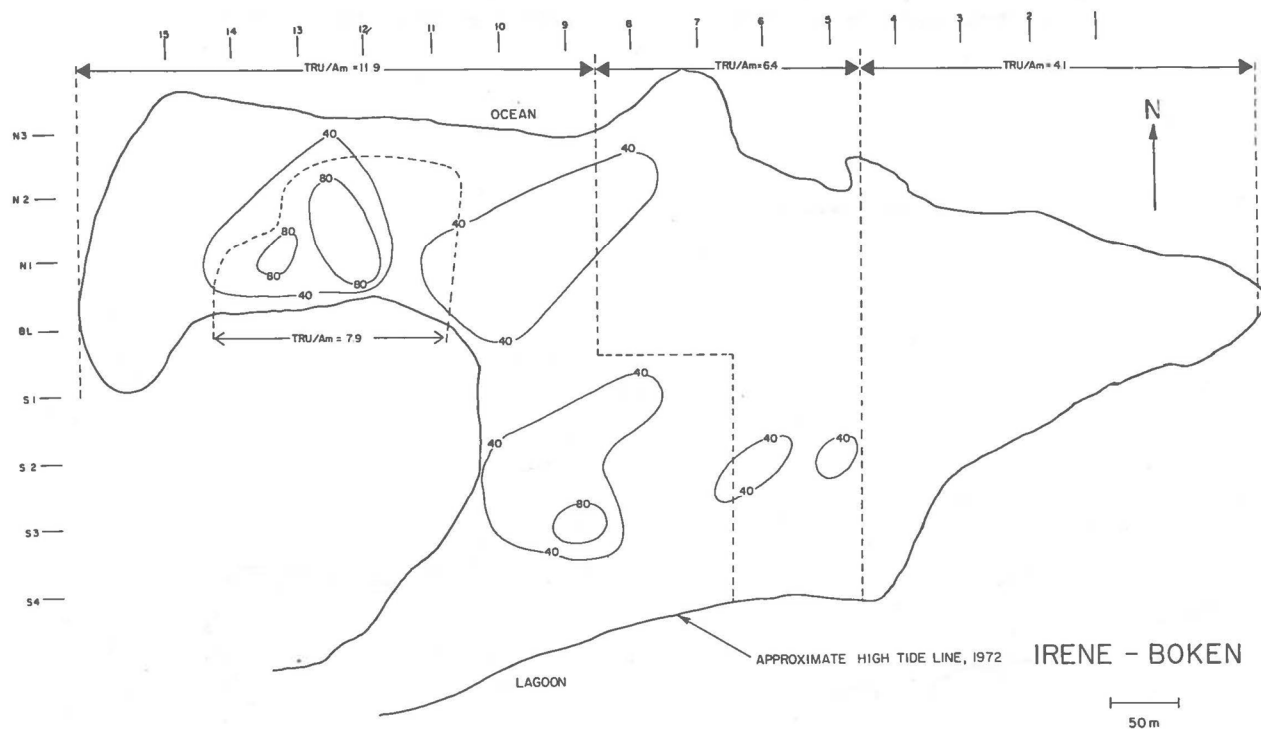 15 14 13 12 11 10 9 8 7 6 5 4 3 2 1
TRU/Am = 11.9 TRU/Am = 6.4 TRU/Am = 4.1
OCEAN
N
N3
40
40
N2
80
40
80
N1
80
80
40
40
BL
TRU/Am = 7.9
40
40
S1
40
40
40
S2
40
40
80
S3
40
S4
APPROXIMATE HIGH TIDE LINE, 1972
IRENE – BOKEN
LAGOON
50 m